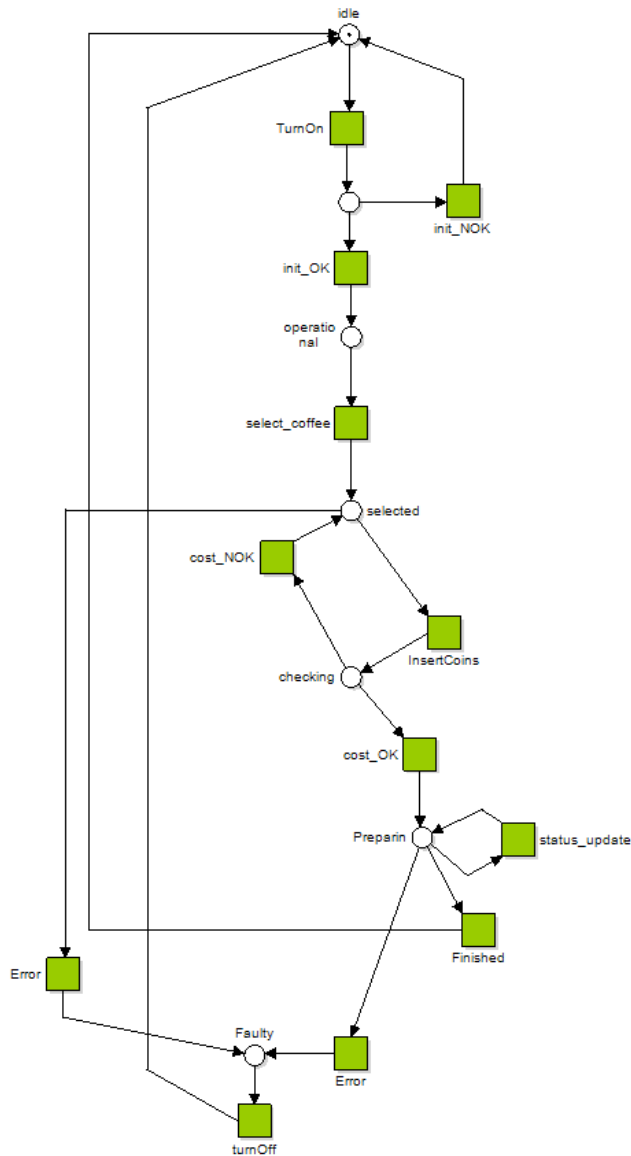 idle
TurnOn
init_NOK
init_OK
operatio
nal
select_coffee
selected
cost_NOK
InsertCoins
checking
cost_OK
Preparin
status_update
Finished
Error
Faulty
Error
turnOff